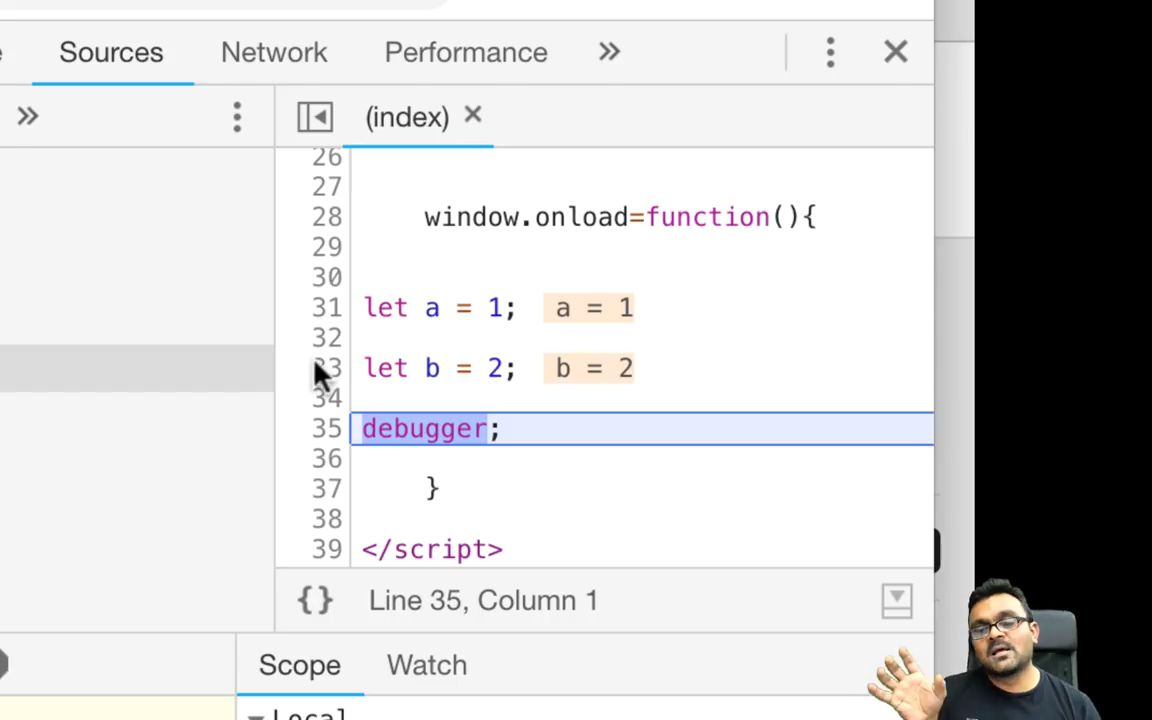 Sources Network Performance »
» (index) ×
26
27
28 window.onload=function(){
29
30
31 let a = 1; a = 1
32
33 let b = 2; b = 2
34
35 debugger;
36
37 }
38
39 </script>
{} Line 35, Column 1
Scope Watch
Local